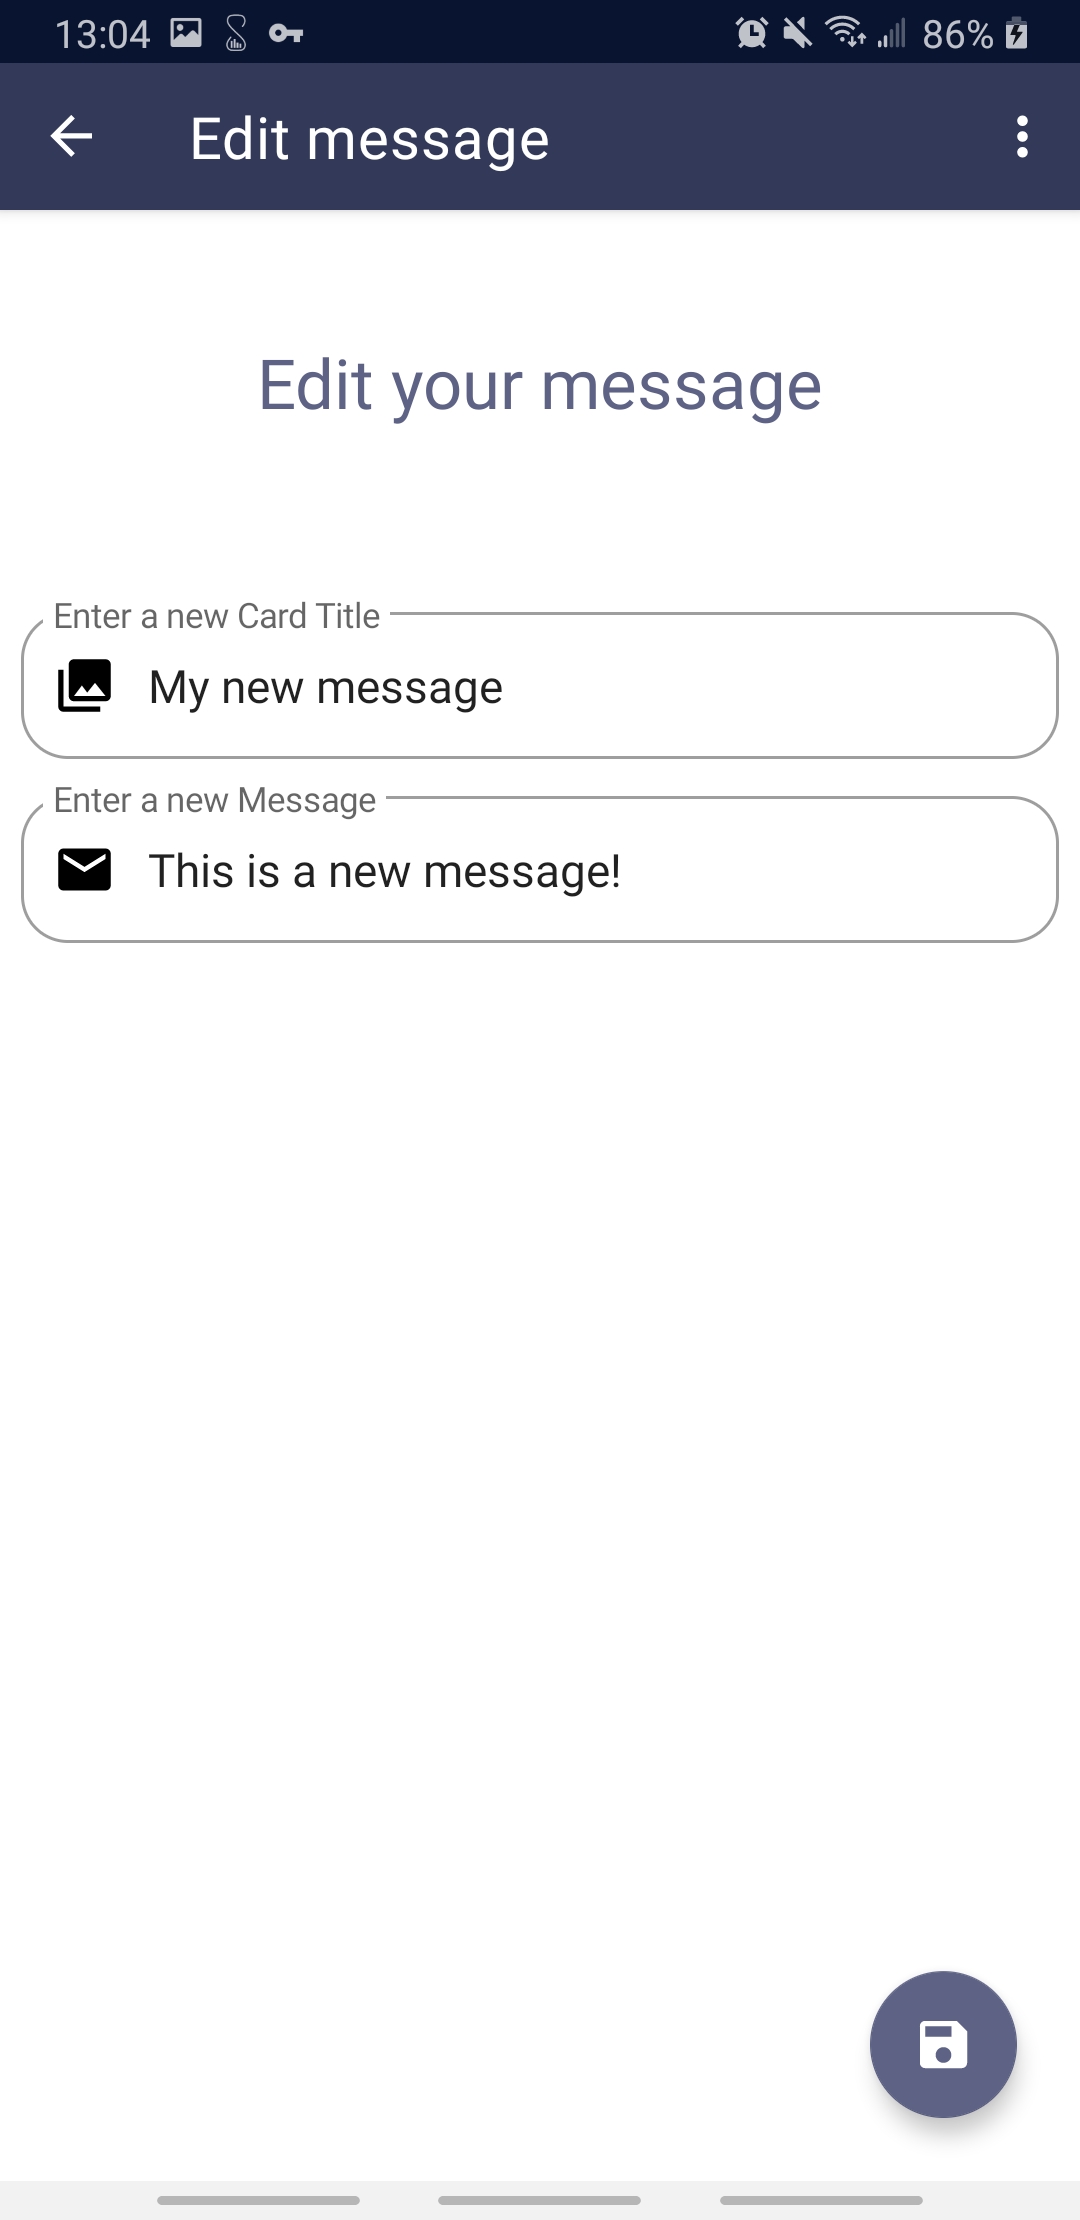 13:04 86%
Edit message
Edit your message
Enter a new Card Title
My new message
Enter a new Message
This is a new message!